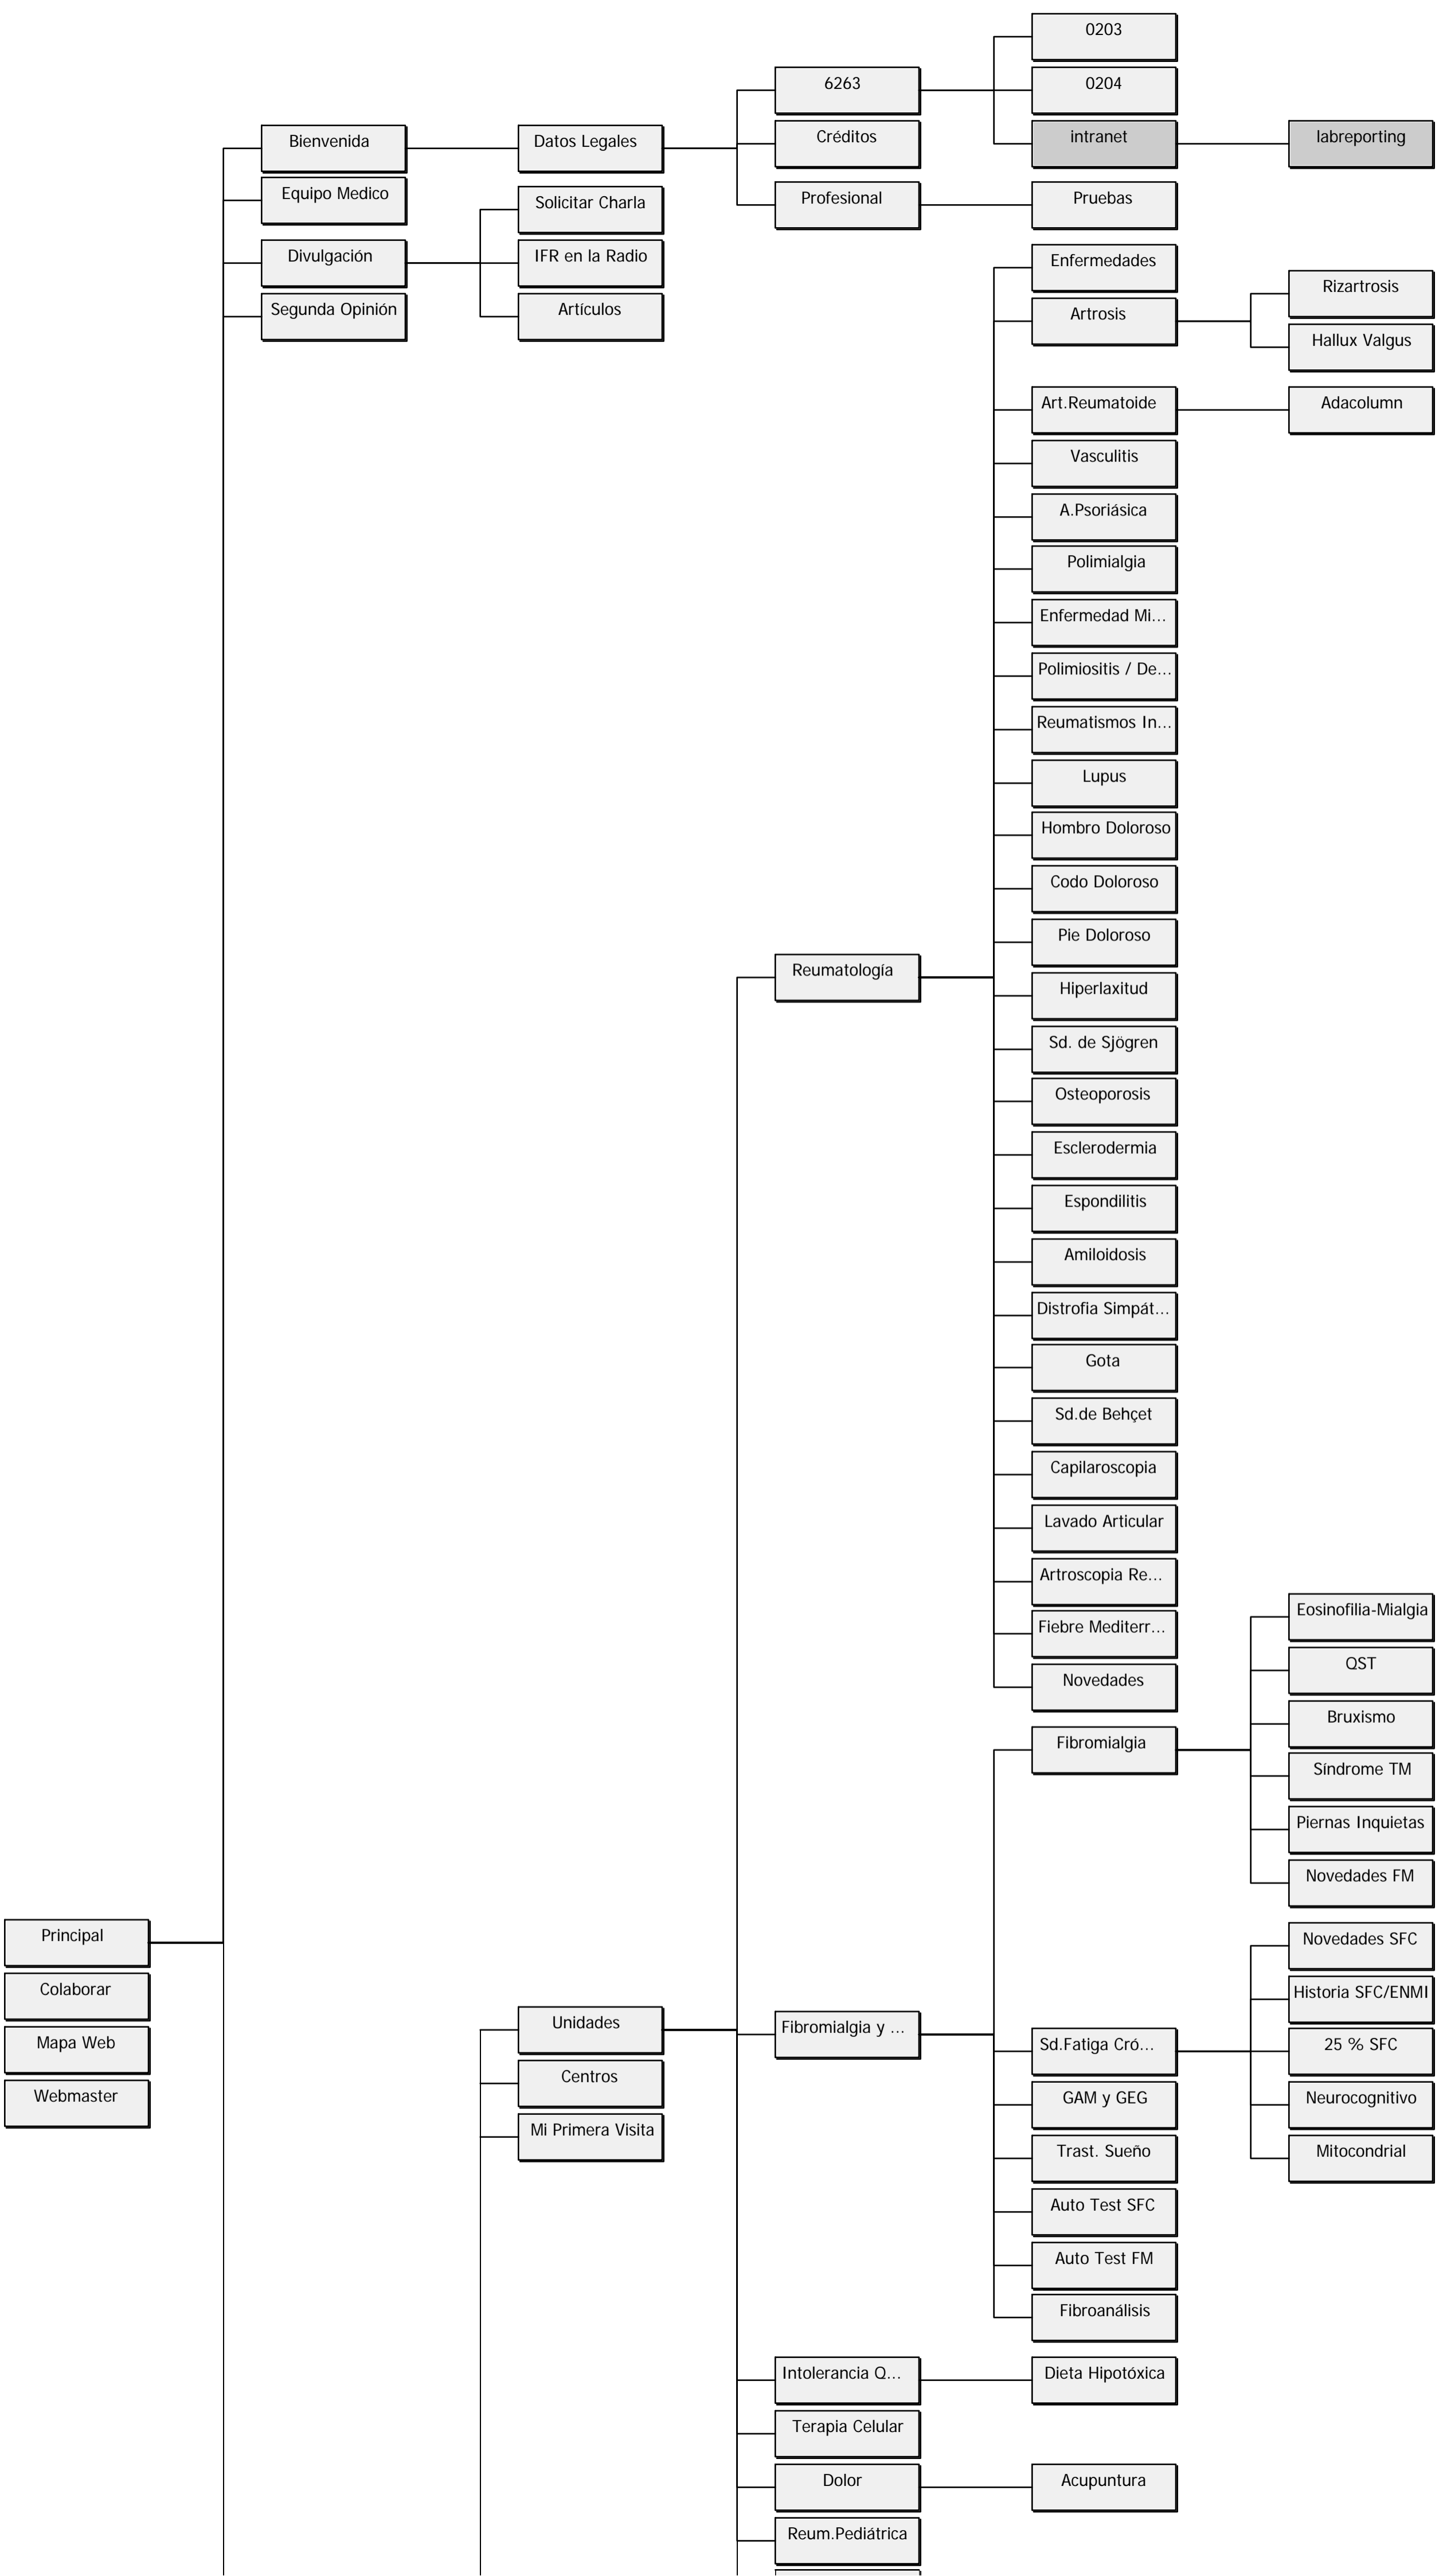 0203
6263
0204
Bienvenida
Datos Legales
Créditos
intranet
labreporting
Equipo Medico
Solicitar Charla
Profesional
Pruebas
Divulgación
IFR en la Radio
Enfermedades
Segunda Opinión
Artículos
Artrosis
Rizartrosis
Hallux Valgus
Art.Reumatoide
Adacolumn
Vasculitis
A.Psoriásica
Polimialgia
Enfermedad Mi...
Polimiositis / De...
Reumatismos In...
Lupus
Hombro Doloroso
Codo Doloroso
Pie Doloroso
Reumatología
Hiperlaxitud
Sd. de Sjögren
Osteoporosis
Esclerodermia
Espondilitis
Amiloidosis
Distrofia Simpát...
Gota
Sd.de Behçet
Capilaroscopia
Lavado Articular
Artroscopia Re...
Eosinofilia-Mialgia
Fiebre Mediterr...
QST
Novedades
Bruxismo
Fibromialgia
Síndrome TM
Piernas Inquietas
Novedades FM
Principal
Novedades SFC
Colaborar
Historia SFC/ENMI
Unidades
Fibromialgia y ...
Mapa Web
Sd.Fatiga Cró...
25 % SFC
Centros
Webmaster
GAM y GEG
Neurocognitivo
Mi Primera Visita
Trast. Sueño
Mitocondrial
Auto Test SFC
Auto Test FM
Fibroanálisis
Intolerancia Q...
Dieta Hipotóxica
Terapia Celular
Dolor
Acupuntura
Reum.Pediátrica